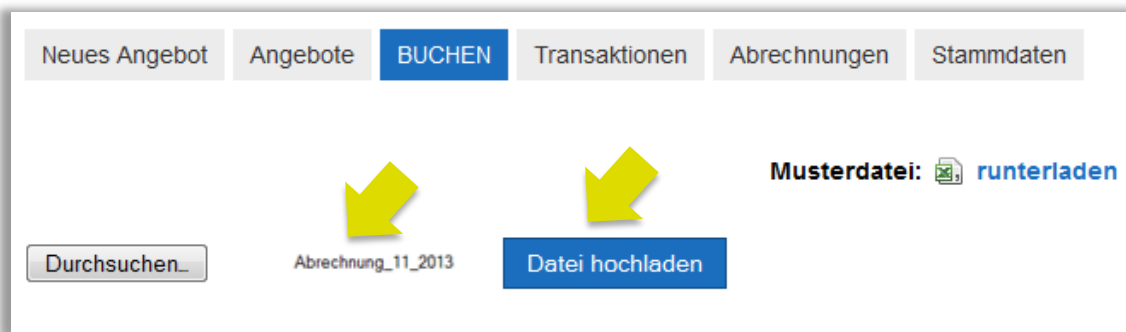 Neues Angebot Angebote BUCHEN Transaktionen Abrechnungen Stammdaten
Musterdatei: runterladen
Durchsuchen... Abrechnung_11_2013 Datei hochladen